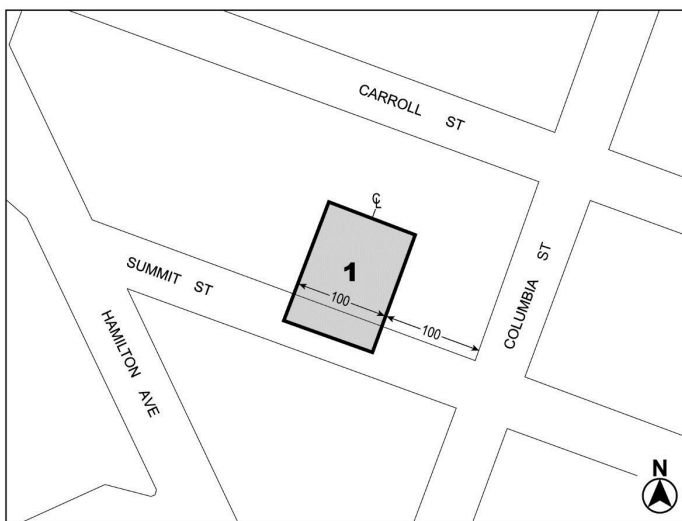 CARROLL ST
℄
1
SUMMIT ST
100
100
COLUMBIA ST
HAMILTON AVE
N